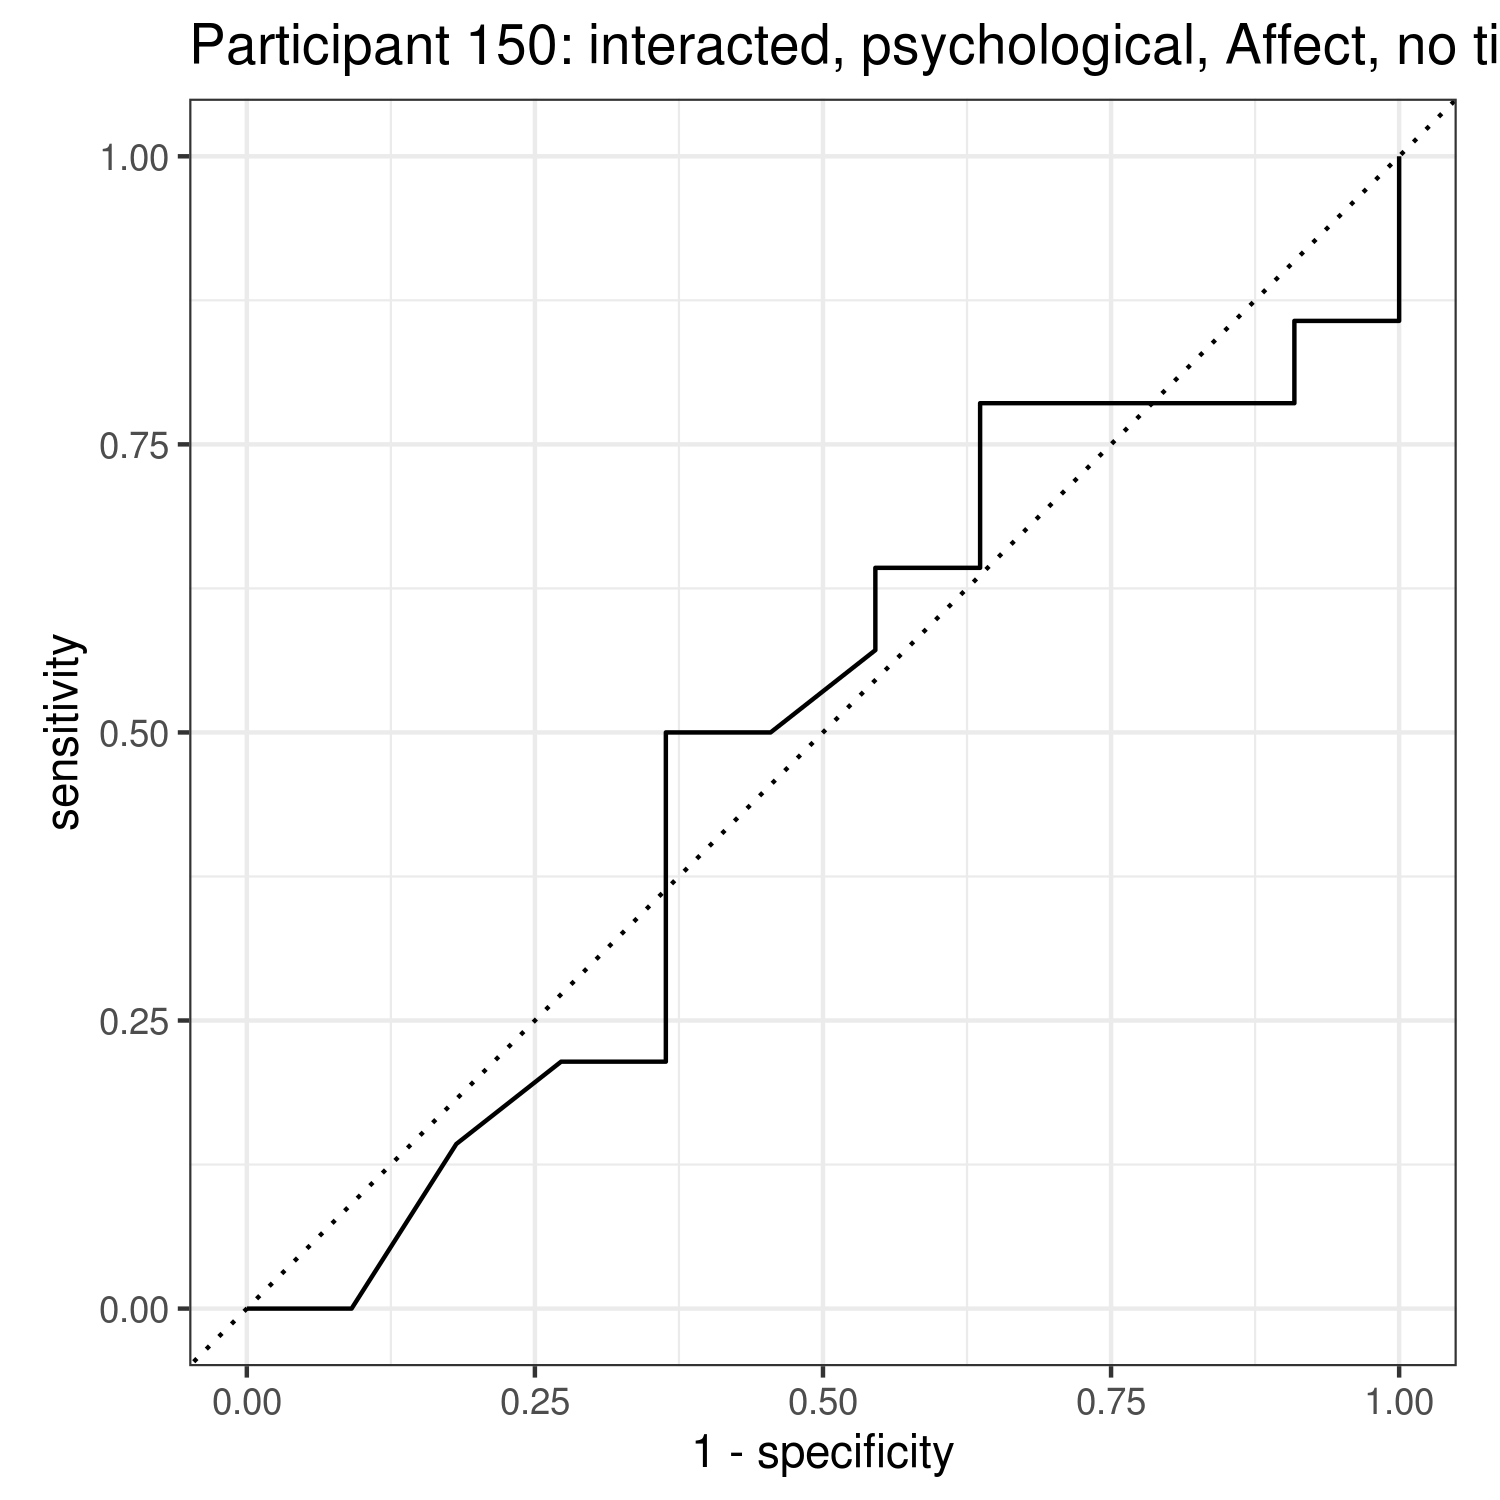 Participant 150: interacted, psychological, Affect, no ti
1.00
0.75
0.50
0.25
0.00
sensitivity
0.00 0.25 0.50 0.75 1.00
1 - specificity